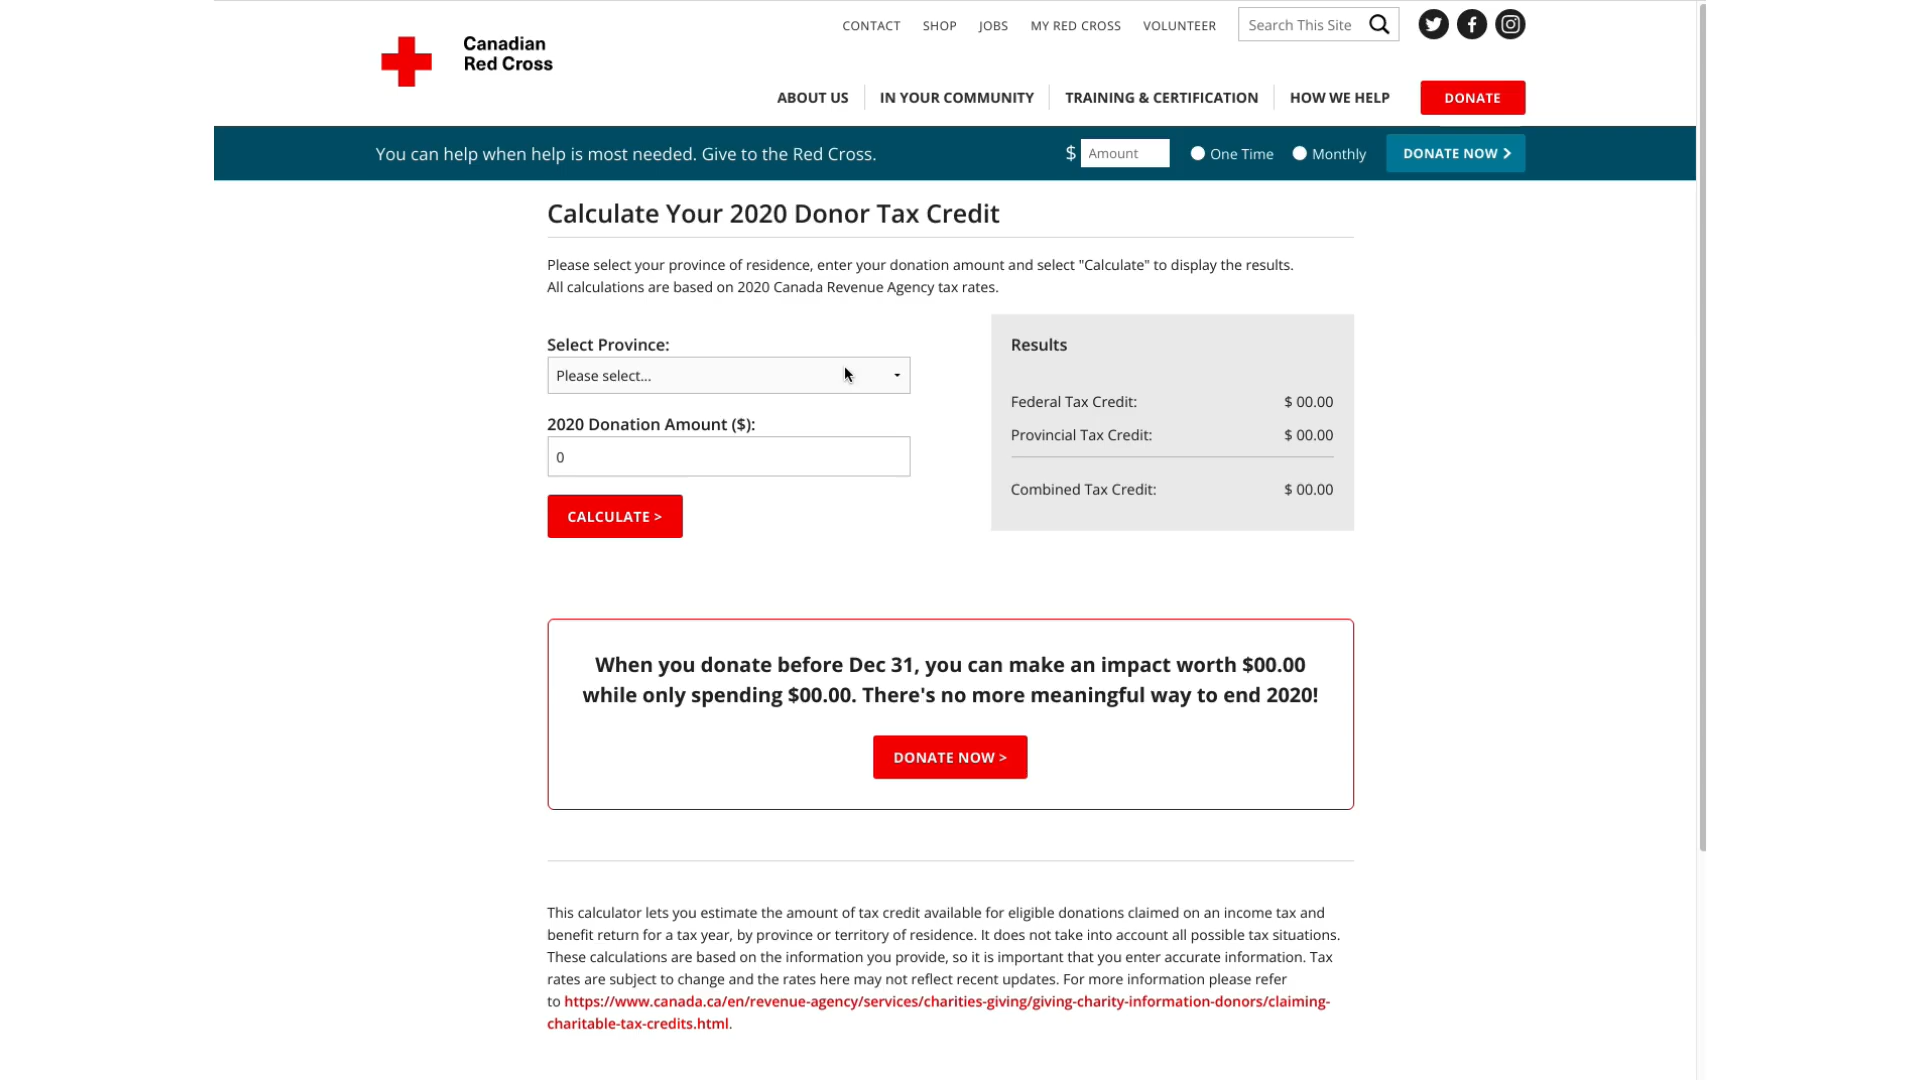 CONTACT SHOP JOBS MY RED CROSS VOLUNTEER Search This Site
Canadian
Red Cross
ABOUT US IN YOUR COMMUNITY TRAINING & CERTIFICATION HOW WE HELP DONATE
You can help when help is most needed. Give to the Red Cross. $ Amount One Time Monthly DONATE NOW >
Calculate Your 2020 Donor Tax Credit
Please select your province of residence, enter your donation amount and select "Calculate" to display the results.
All calculations are based on 2020 Canada Revenue Agency tax rates.
Select Province:
Please select...
2020 Donation Amount ($):
0
CALCULATE >
Results
Federal Tax Credit: $ 00.00
Provincial Tax Credit: $ 00.00
Combined Tax Credit: $ 00.00
When you donate before Dec 31, you can make an impact worth $00.00
while only spending $00.00. There's no more meaningful way to end 2020!
DONATE NOW >
This calculator lets you estimate the amount of tax credit available for eligible donations claimed on an income tax and
benefit return for a tax year, by province or territory of residence. It does not take into account all possible tax situations.
These calculations are based on the information you provide, so it is important that you enter accurate information. Tax
rates are subject to change and the rates here may not reflect recent updates. For more information please refer
to https://www.canada.ca/en/revenue-agency/services/charities-giving/giving-charity-information-donors/claiming-
charitable-tax-credits.html.